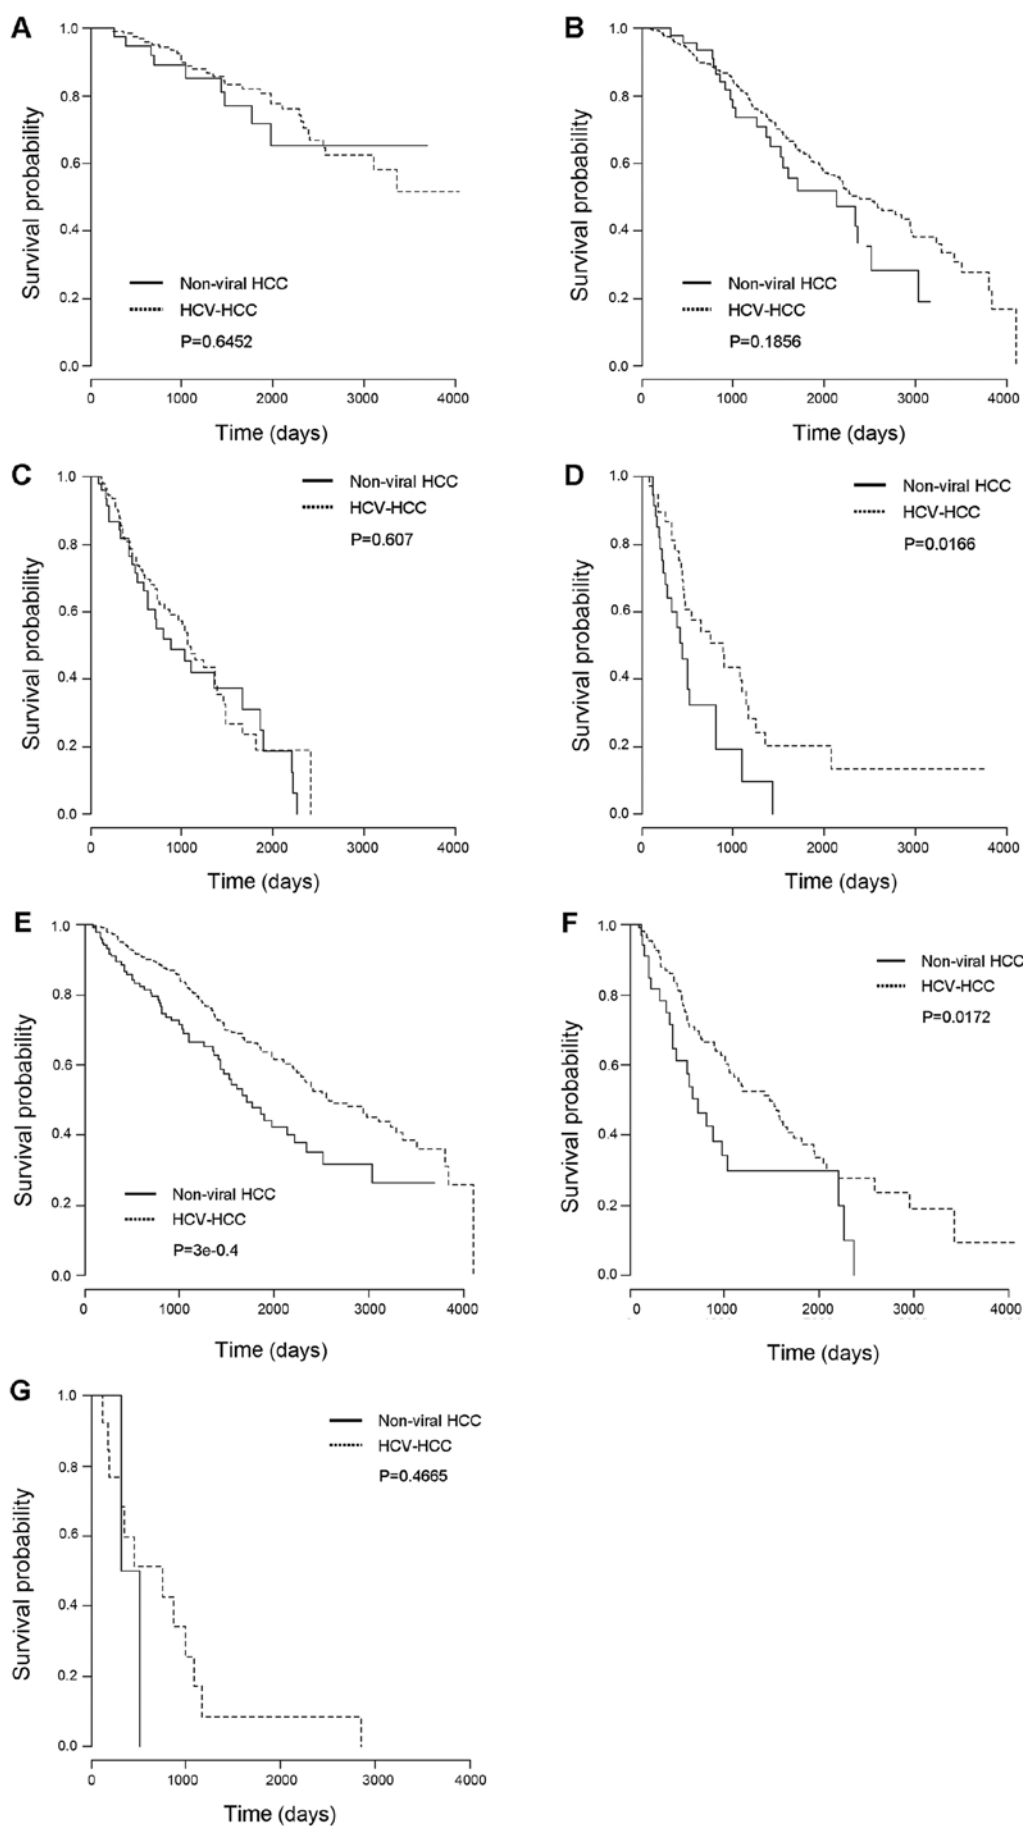 A
1.0
0.8
0.6
0.4
0.2
0.0
Survival probability
Non-viral HCC
HCV-HCC
P=0.6452
0 1000 2000 3000 4000
Time (days)
B
1.0
0.8
0.6
0.4
0.2
0.0
Survival probability
Non-viral HCC
HCV-HCC
P=0.1856
0 1000 2000 3000 4000
Time (days)
C
1.0
0.8
0.6
0.4
0.2
0.0
Survival probability
Non-viral HCC
HCV-HCC
P=0.607
0 1000 2000 3000 4000
Time (days)
D
1.0
0.8
0.6
0.4
0.2
0.0
Survival probability
Non-viral HCC
HCV-HCC
P=0.0166
0 1000 2000 3000 4000
Time (days)
E
1.0
0.8
0.6
0.4
0.2
0.0
Survival probability
Non-viral HCC
HCV-HCC
P=3e-0.4
0 1000 2000 3000 4000
Time (days)
F
1.0
0.8
0.6
0.4
0.2
0.0
Survival probability
Non-viral HCC
HCV-HCC
P=0.0172
0 1000 2000 3000 4000
Time (days)
G
1.0
0.8
0.6
0.4
0.2
0.0
Survival probability
Non-viral HCC
HCV-HCC
P=0.4665
0 1000 2000 3000 4000
Time (days)